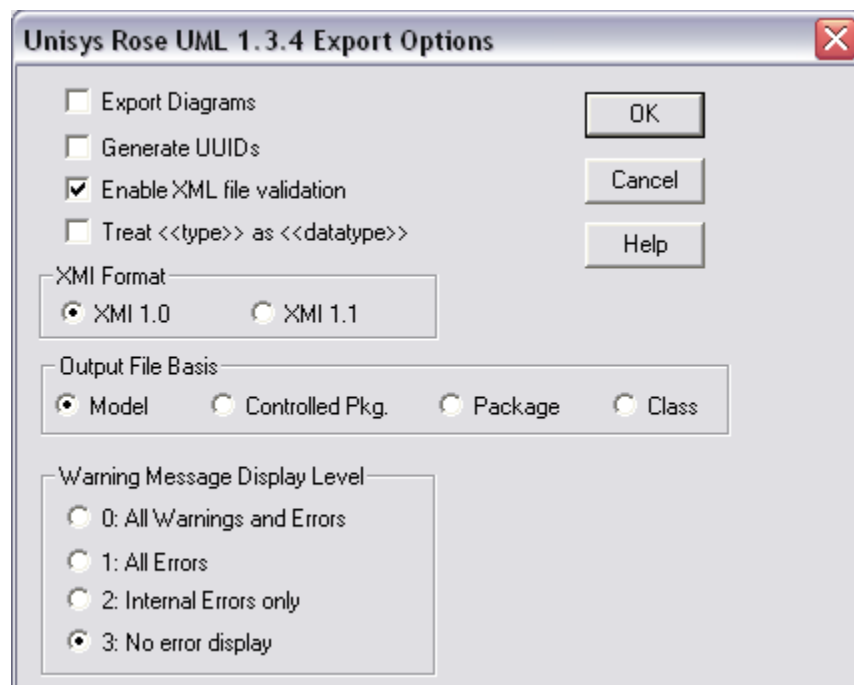 Unisys Rose UML 1.3.4 Export Options
Export Diagrams
OK
Generate UUIDs
Enable XML file validation
Cancel
Treat <<type>> as <<datatype>>
Help
XMI Format
XMI 1.0 XMI 1.1
Output File Basis
Model Controlled Pkg. Package Class
Warning Message Display Level
0: All Warnings and Errors
1: All Errors
2: Internal Errors only
3: No error display